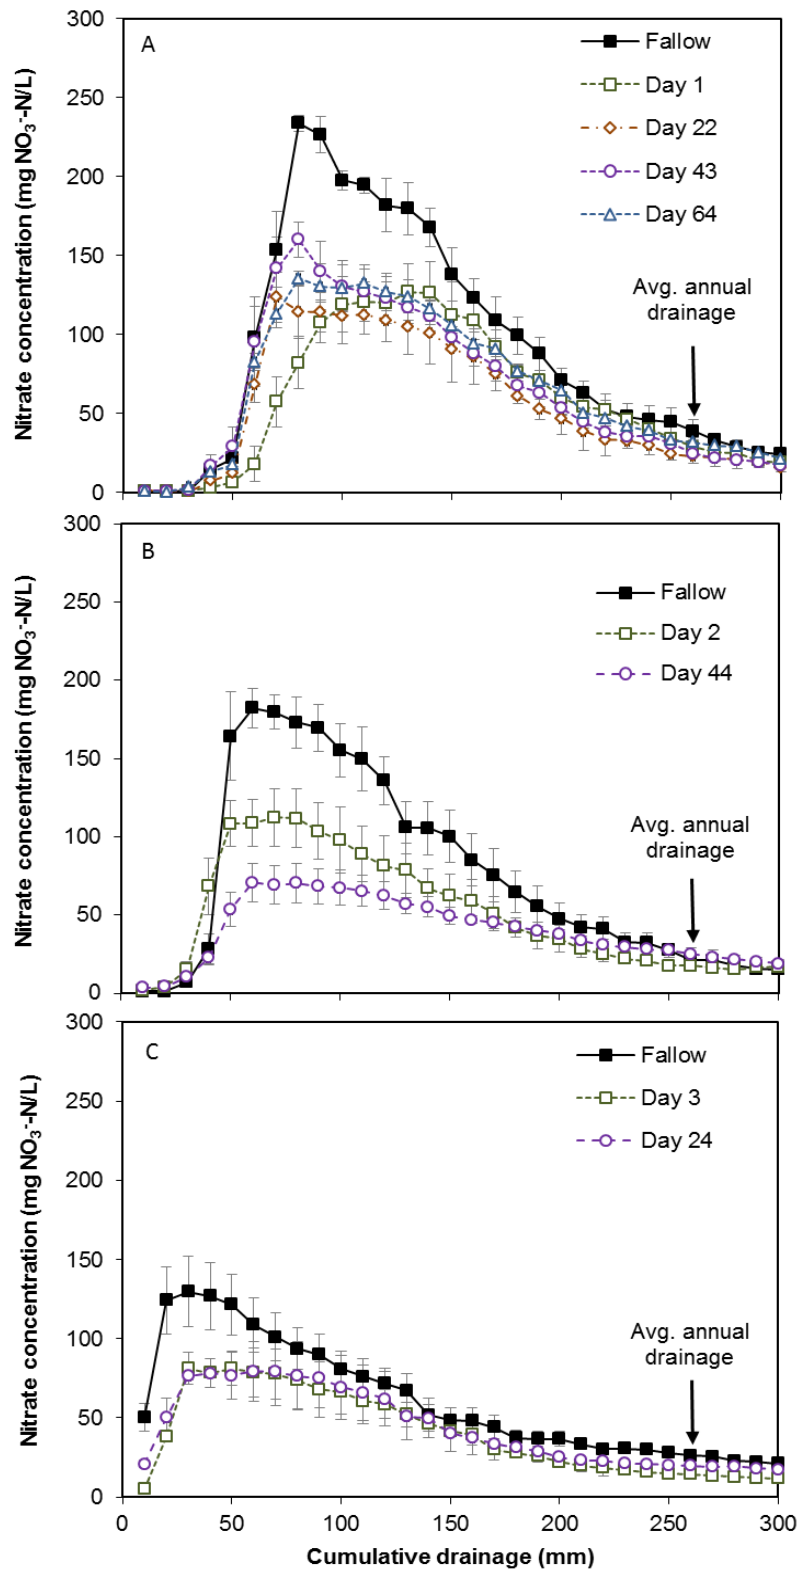 A
Nitrate concentration (mg NO₃⁻-N/L)
300
250
200
150
100
50
0
Fallow
Day 1
Day 22
Day 43
Day 64
Avg. annual
drainage
B
Nitrate concentration (mg NO₃⁻-N/L)
300
250
200
150
100
50
0
Fallow
Day 2
Day 44
Avg. annual
drainage
C
Nitrate concentration (mg NO₃⁻-N/L)
300
250
200
150
100
50
0
Fallow
Day 3
Day 24
Avg. annual
drainage
0 50 100 150 200 250 300
Cumulative drainage (mm)